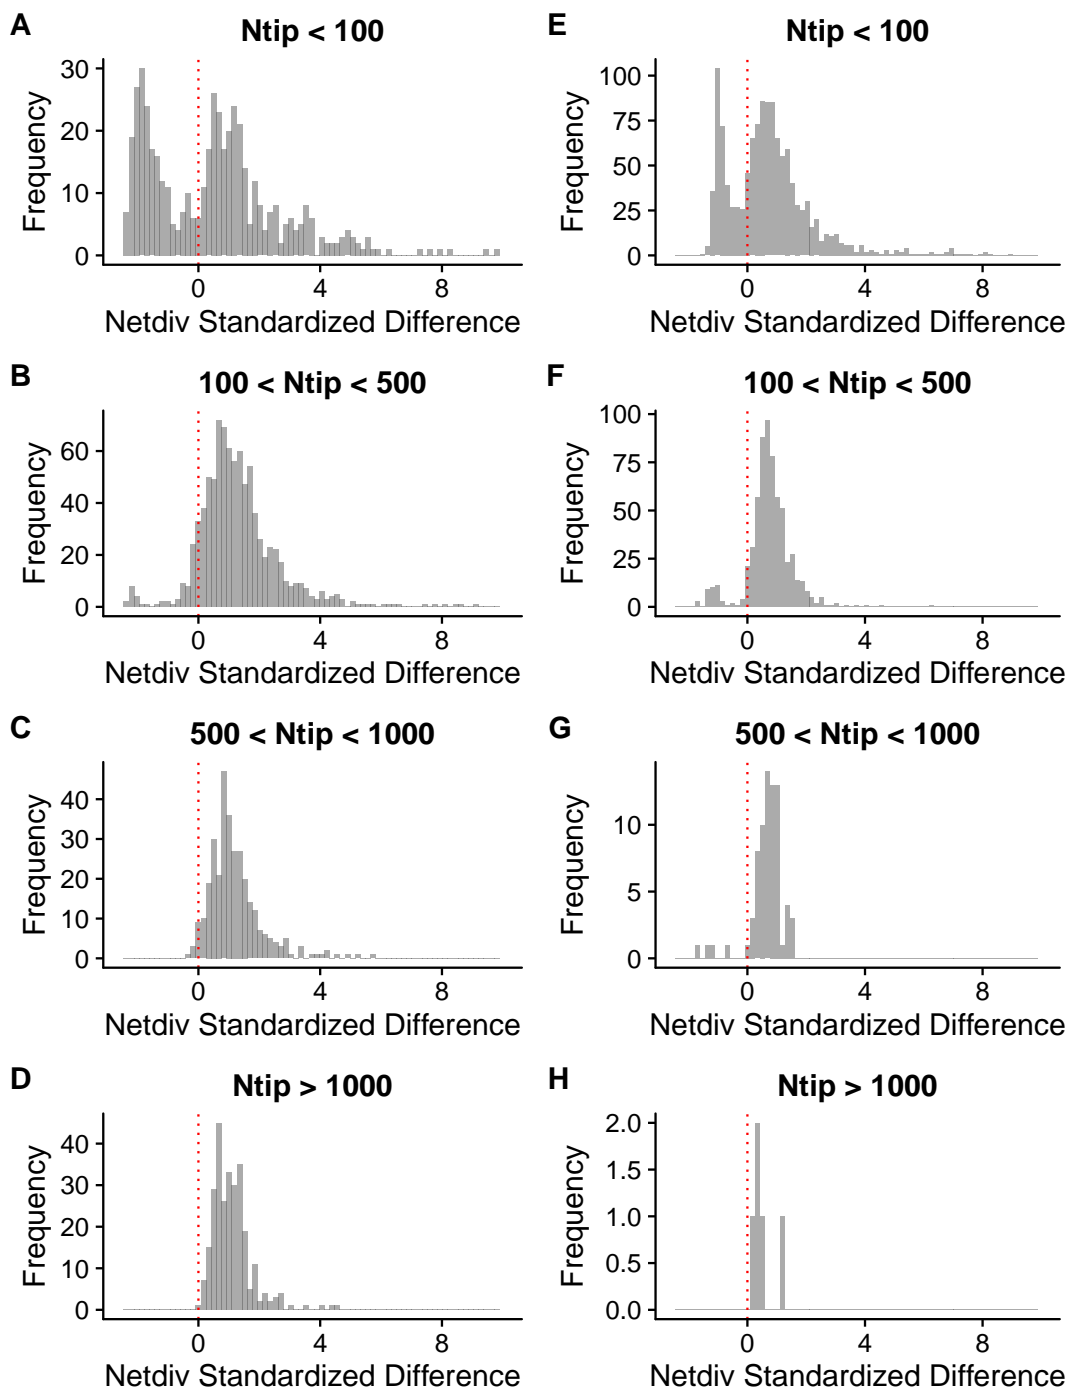 A
Ntip < 100
Frequency
30
20
10
0
0 4 8
Netdiv Standardized Difference
E
Ntip < 100
Frequency
100
75
50
25
0
0 4 8
Netdiv Standardized Difference
B
100 < Ntip < 500
Frequency
60
40
20
0
0 4 8
Netdiv Standardized Difference
F
100 < Ntip < 500
Frequency
100
75
50
25
0
0 4 8
Netdiv Standardized Difference
C
500 < Ntip < 1000
Frequency
40
30
20
10
0
0 4 8
Netdiv Standardized Difference
G
500 < Ntip < 1000
Frequency
10
5
0
0 4 8
Netdiv Standardized Difference
D
Ntip > 1000
Frequency
40
30
20
10
0
0 4 8
Netdiv Standardized Difference
H
Ntip > 1000
Frequency
2.0
1.5
1.0
0.5
0.0
0 4 8
Netdiv Standardized Difference